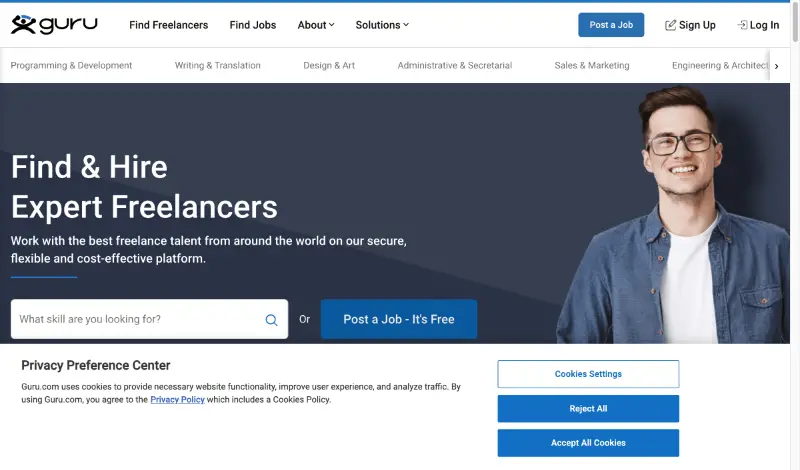 guru
Find Freelancers
Find Jobs
About
Solutions
Post a Job
Sign Up
Log In
Programming & Development
Writing & Translation
Design & Art
Administrative & Secretarial
Sales & Marketing
Engineering & Architect
Find & Hire
Expert Freelancers
Work with the best freelance talent from around the world on our secure,
flexible and cost-effective platform.
What skill are you looking for?
Or
Post a Job - It's Free
Privacy Preference Center
Guru.com uses cookies to provide necessary website functionality, improve user experience, and analyze traffic. By
using Guru.com, you agree to the Privacy Policy which includes a Cookies Policy.
Cookies Settings
Reject All
Accept All Cookies